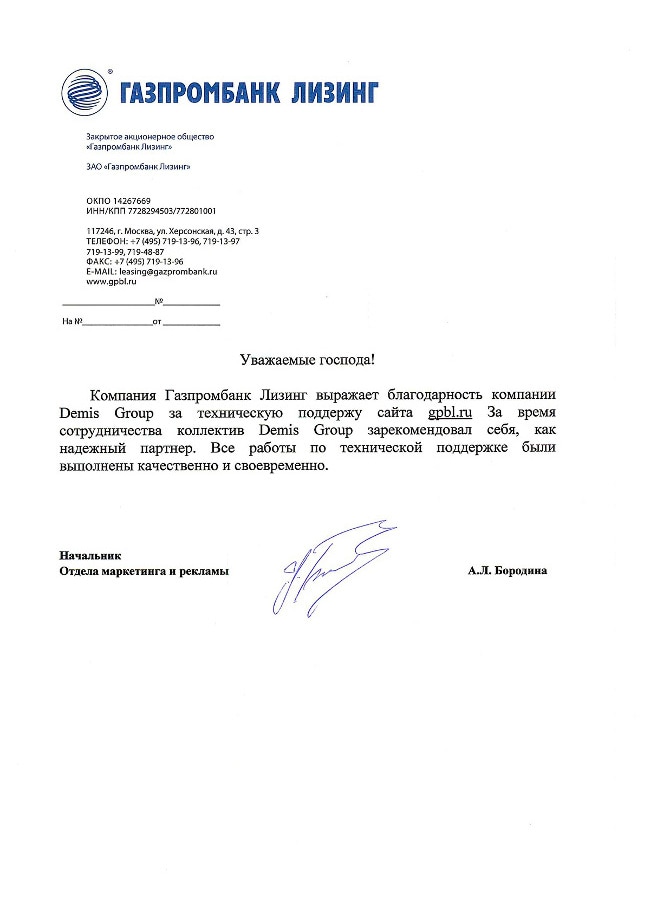 ® ГАЗПРОМБАНК ЛИЗИНГ
Закрытое акционерное общество
«Газпромбанк Лизинг»
ЗАО «Газпромбанк Лизинг»
ОКПО 14267669
ИНН/КПП 7728294503/772801001
117246, г. Москва, ул. Херсонская, д. 43, стр. 3
ТЕЛЕФОН: +7 (495) 719-13-96, 719-13-97
719-13-99, 719-48-87
ФАКС: +7 (495) 719-13-96
E-MAIL: leasing@gazprombank.ru
www.gpbl.ru
____________________№____________
На №_______________от ____________
Уважаемые господа!
Компания Газпромбанк Лизинг выражает благодарность компании
Demis Group за техническую поддержу сайта gpbl.ru За время
сотрудничества коллектив Demis Group зарекомендовал себя, как
надежный партнер. Все работы по технической поддержке были
выполнены качественно и своевременно.
Начальник
Отдела маркетинга и рекламы А.Л. Бородина